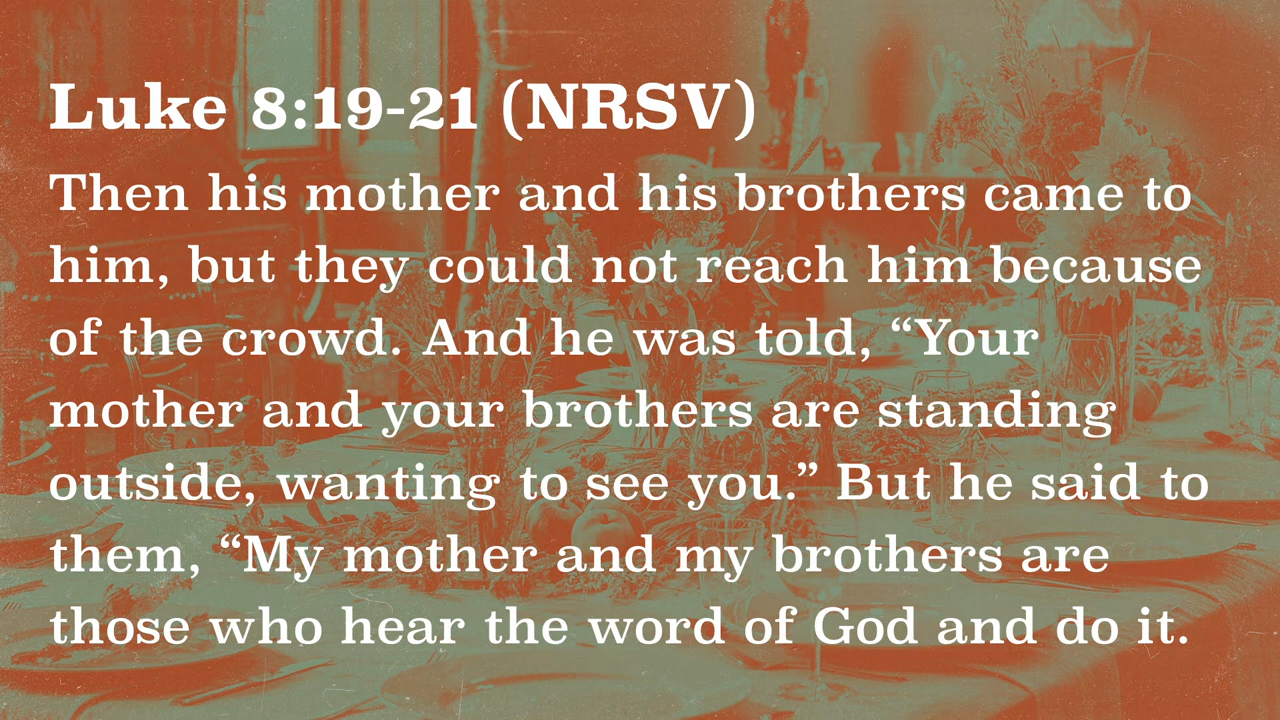 Luke 8:19-21 (NRSV)
Then his mother and his brothers came to
him, but they could not reach him because
of the crowd. And he was told, “Your
mother and your brothers are standing
outside, wanting to see you.” But he said to
them, “My mother and my brothers are
those who hear the word of God and do it.